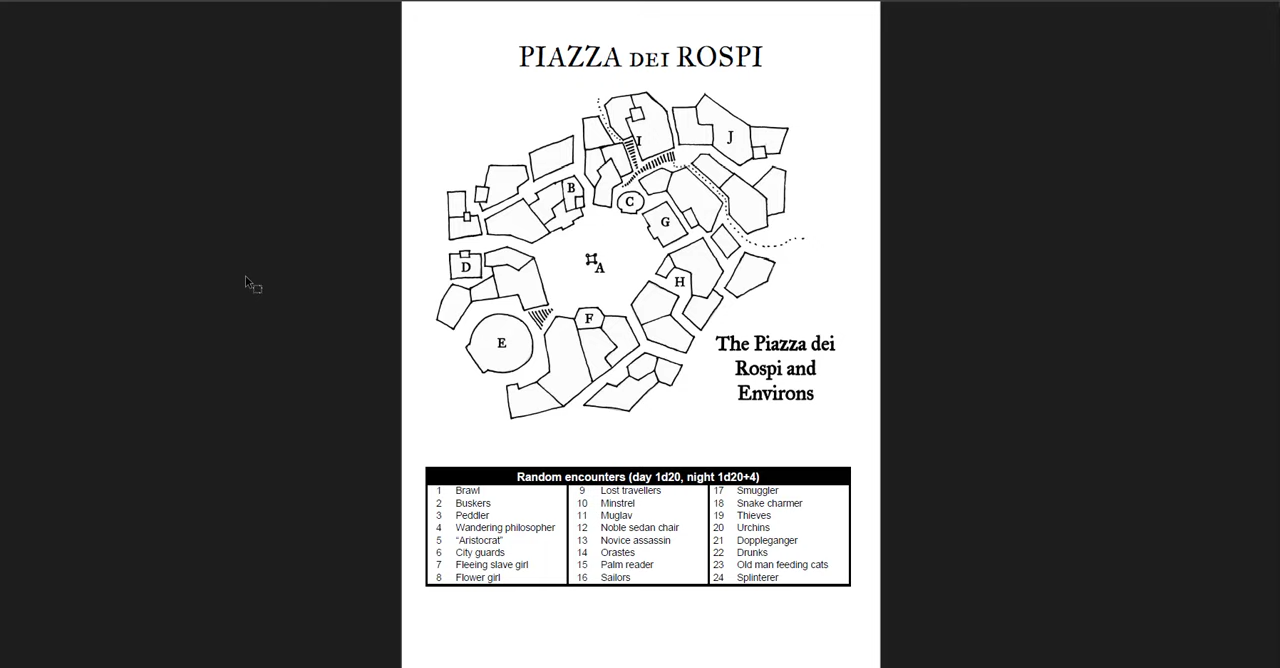 PIAZZA DEI ROSPI
I
J
B
C
G
D
A
H
F
E
The Piazza dei
Rospi and
Environs
Random encounters (day 1d20, night 1d20+4)
1 Brawl 9 Lost travellers 17 Smuggler
2 Buskers 10 Minstrel 18 Snake charmer
3 Peddler 11 Muglav 19 Thieves
4 Wandering philosopher 12 Noble sedan chair 20 Urchins
5 “Aristocrat” 13 Novice assassin 21 Doppleganger
6 City guards 14 Orastes 22 Drunks
7 Fleeing slave girl 15 Palm reader 23 Old man feeding cats
8 Flower girl 16 Sailors 24 Splinterer